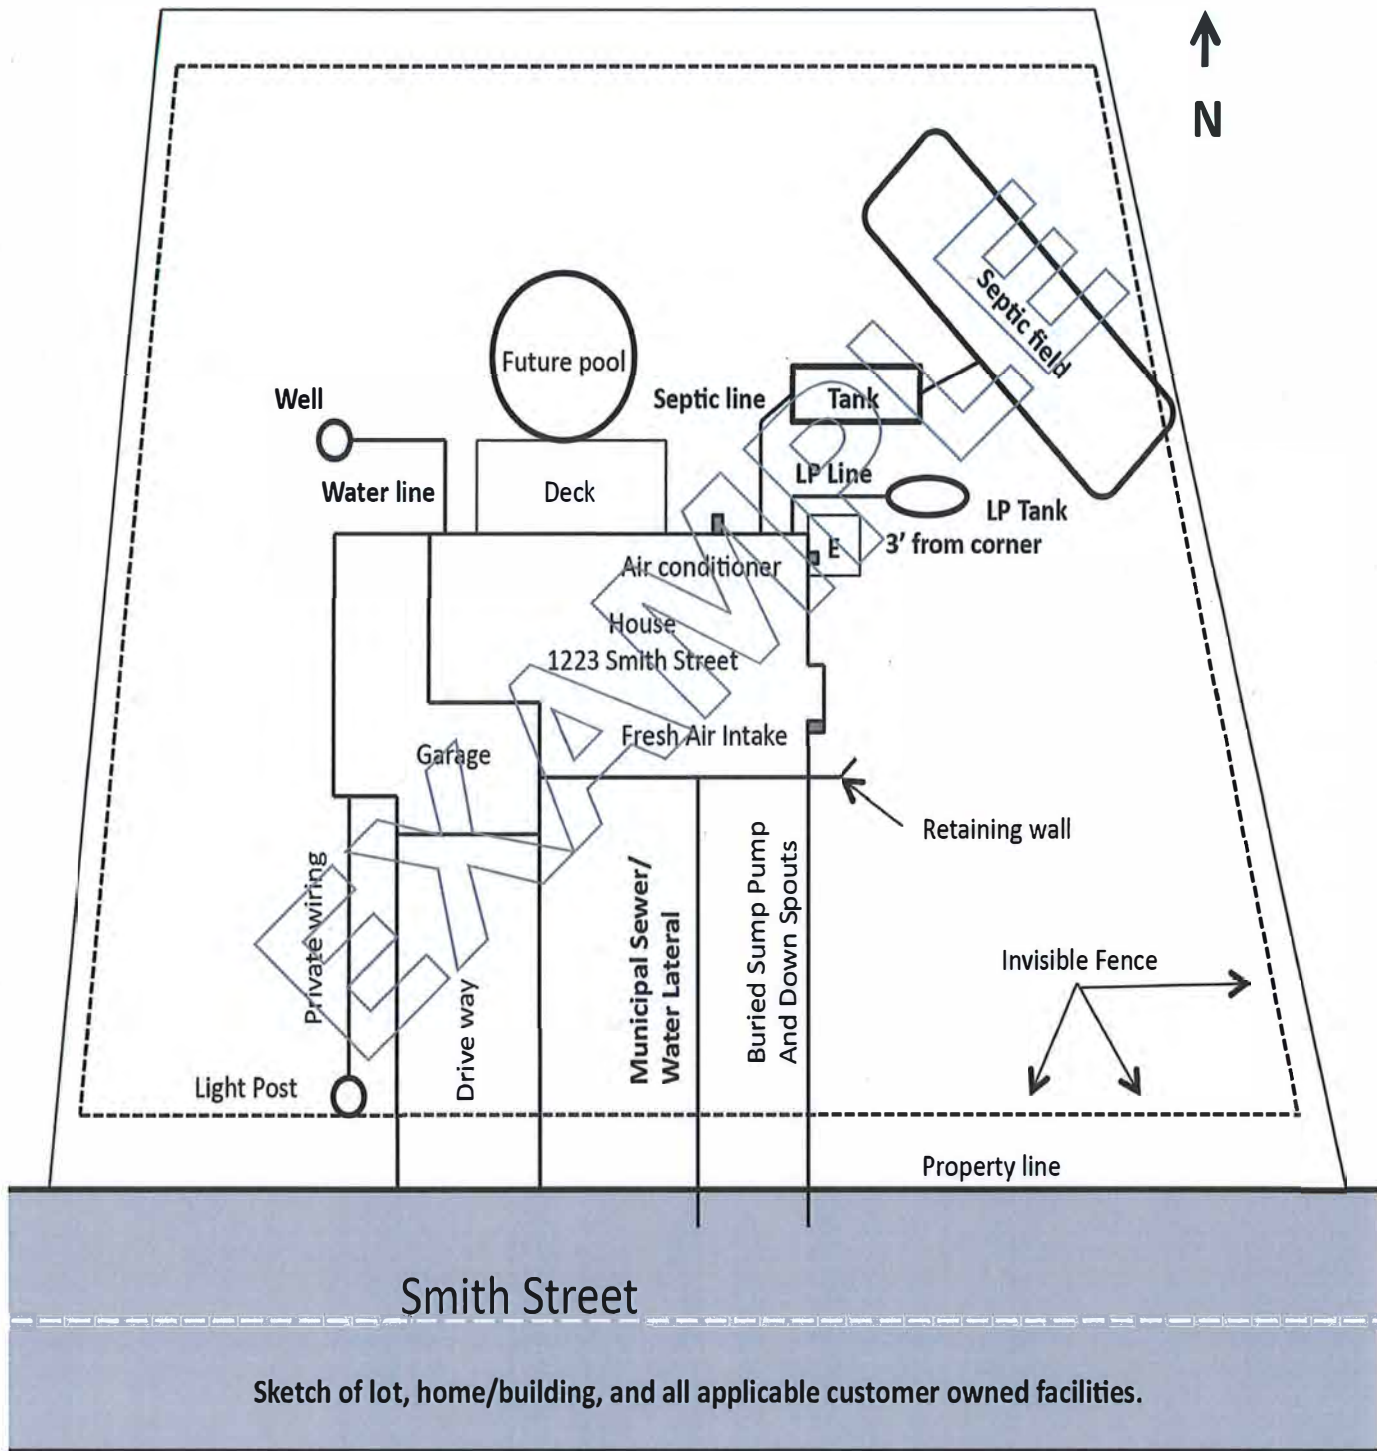 N
Septic field
Future pool
Well
Septic line
Tank
Water line
Deck
LP Line
LP Tank
E
3' from corner
Air conditioner
House
1223 Smith Street
Fresh Air Intake
Garage
Retaining wall
Private wiring
Drive way
Municipal Sewer/
Water Lateral
Buried Sump Pump
And Down Spouts
Invisible Fence
Light Post
Property line
EXAMPLE
Smith Street
Sketch of lot, home/building, and all applicable customer owned facilities.